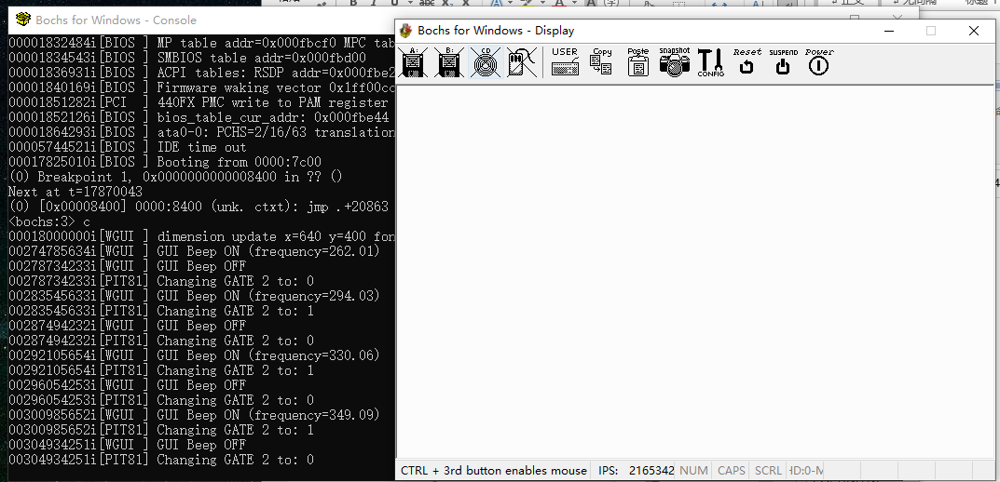 Bochs for Windows - Console
000018324841i[BIOS ] MP table addr=0x000fbcf0 MPC tab
000018345431i[BIOS ] SMBIOS table addr=0x000fbd00
000018369311i[BIOS ] ACPI tables: RSDP addr=0x000fbe2
000018401691i[BIOS ] Firmware waking vector 0x1ff00cc
000018512821i[PCI ] 440FX PMC write to PAM register
000018521261i[BIOS ] bios_table_cur_addr: 0x000fbe44
000018642931i[BIOS ] ata0-0: PCHS=2/16/63 translation
00005744521i[BIOS ] IDE time out
00017825010i[BIOS ] Booting from 0000:7c00
(0) Breakpoint 1, 0x0000000000008400 in ?? ()
Next at t=17870043
(0) [0x00008400] 0000:8400 (unk. ctxt): jmp .+20863
<bochs:3> c
00018000000i[WGUI ] dimension update x=640 y=400 fon
00274785634i[WGUI ] GUI Beep ON (frequency=262.01)
00278734233i[WGUI ] GUI Beep OFF
00278734233i[PIT81] Changing GATE 2 to: 0
00283545633i[WGUI ] GUI Beep ON (frequency=294.03)
00283545633i[PIT81] Changing GATE 2 to: 1
00287494232i[WGUI ] GUI Beep OFF
00287494232i[PIT81] Changing GATE 2 to: 0
00292105654i[WGUI ] GUI Beep ON (frequency=330.06)
00292105654i[PIT81] Changing GATE 2 to: 1
00296054253i[WGUI ] GUI Beep OFF
00296054253i[PIT81] Changing GATE 2 to: 0
00300985652i[WGUI ] GUI Beep ON (frequency=349.09)
00300985652i[PIT81] Changing GATE 2 to: 1
00304934251i[WGUI ] GUI Beep OFF
00304934251i[PIT81] Changing GATE 2 to: 0
Bochs for Windows - Display
A: B: CD USER Copy Paste snapshot CONFIG Reset SUSPEND Power
CTRL + 3rd button enables mouse IPS: 2165342 NUM CAPS SCRL HD:0-M